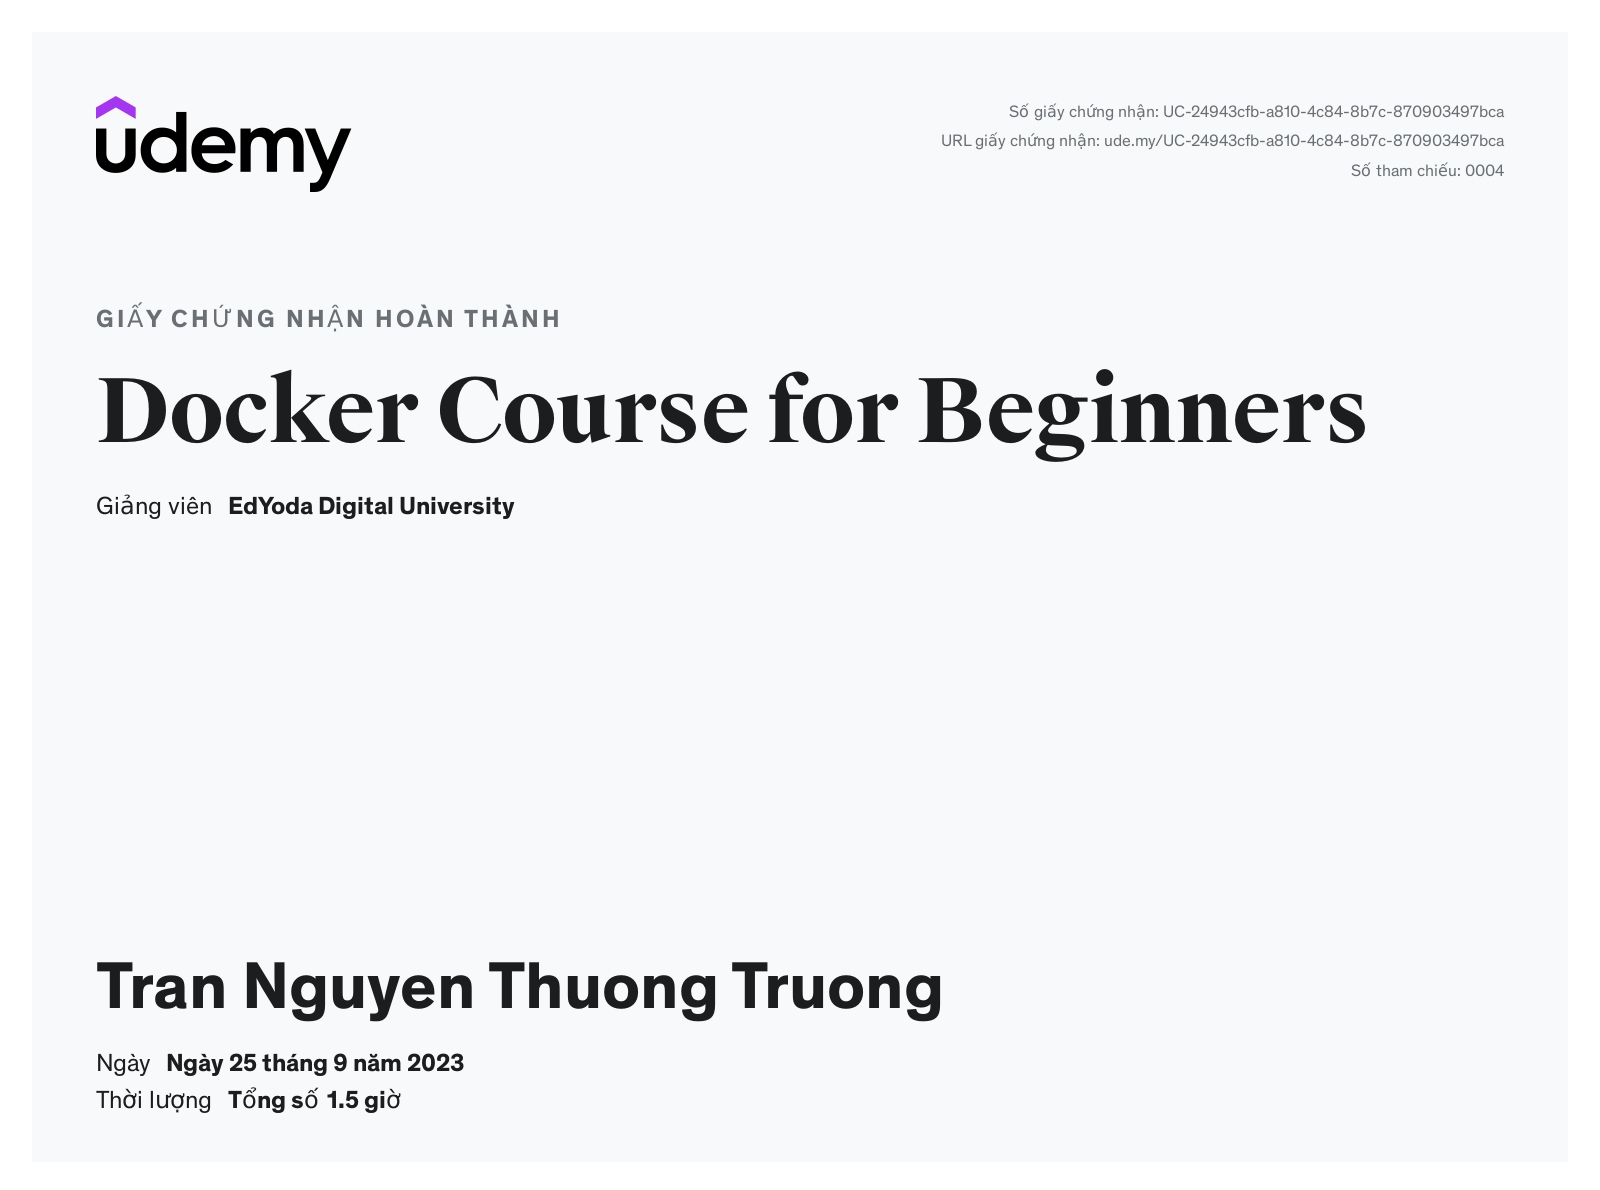 udemy
Số giấy chứng nhận: UC-24943cfb-a810-4c84-8b7c-870903497bca
URL giấy chứng nhận: ude.my/UC-24943cfb-a810-4c84-8b7c-870903497bca
Số tham chiếu: 0004
GIẤY CHỨNG NHẬN HOÀN THÀNH
Docker Course for Beginners
Giảng viên EdYoda Digital University
Tran Nguyen Thuong Truong
Ngày Ngày 25 tháng 9 năm 2023
Thời lượng Tổng số 1.5 giờ